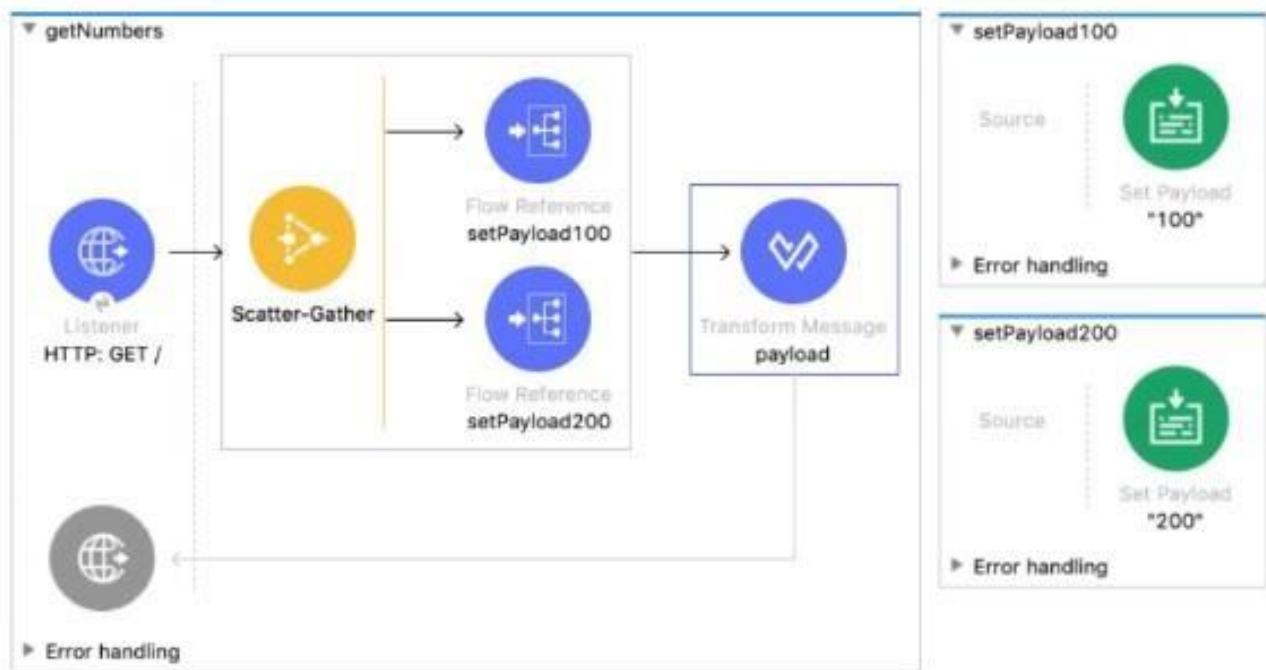 getNumbers
Listener
HTTP: GET /
Scatter-Gather
Flow Reference
setPayload100
Flow Reference
setPayload200
Transform Message
payload
Error handling
setPayload100
Source
Set Payload
"100"
Error handling
setPayload200
Source
Set Payload
"200"
Error handling